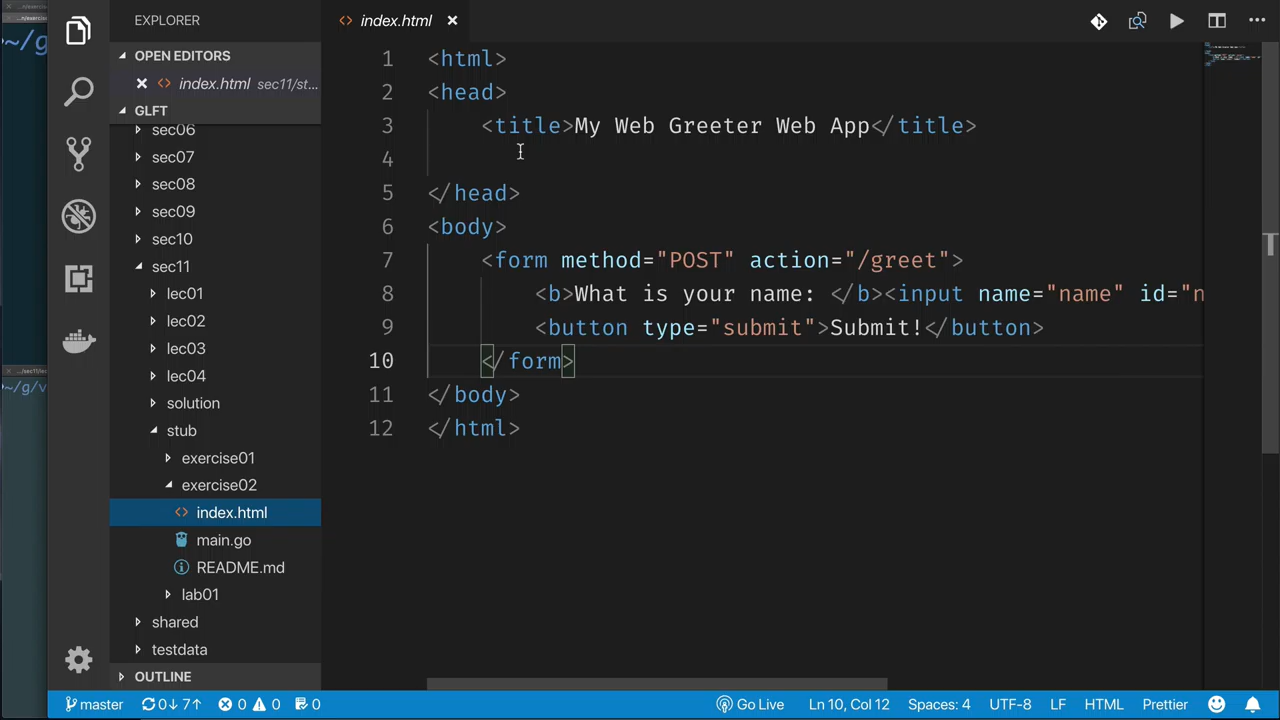 EXPLORER
OPEN EDITORS
index.html sec11/st...
GLFT
sec06
sec07
sec08
sec09
sec10
sec11
lec01
lec02
lec03
lec04
solution
stub
exercise01
exercise02
index.html
main.go
README.md
lab01
shared
testdata
OUTLINE
index.html
1 <html>
2 <head>
3 <title>My Web Greeter Web App</title>
4
5 </head>
6 <body>
7 <form method="POST" action="/greet">
8 <b>What is your name: </b><input name="name" id="n
9 <button type="submit">Submit!</button>
10 </form>
11 </body>
12 </html>
~/g
~/g/v
master 0↓ 7↑ 0 0 0 Go Live Ln 10, Col 12 Spaces: 4 UTF-8 LF HTML Prettier